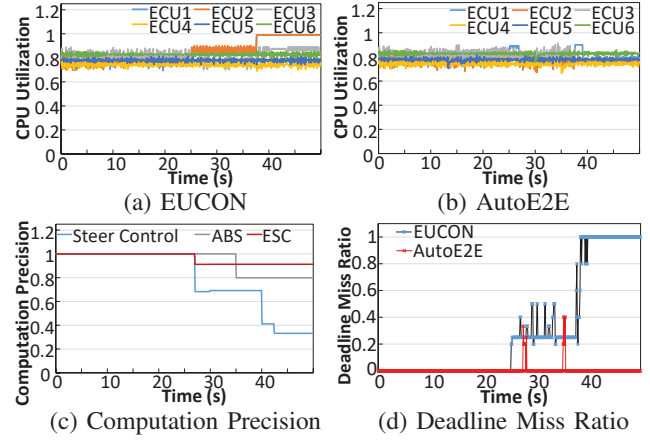 ECU1 ECU2 ECU3
ECU4 ECU5 ECU6
CPU Utilization
1.2
1
0.8
0.6
0.4
0.2
0
0 10 20 30 40
Time (s)
(a) EUCON
ECU1 ECU2 ECU3
ECU4 ECU5 ECU6
CPU Utilization
1.2
1
0.8
0.6
0.4
0.2
0
0 10 20 30 40
Time (s)
(b) AutoE2E
Steer Control ABS ESC
Computation Precision
1.2
1
0.8
0.6
0.4
0.2
0
0 10 20 30 40
Time (s)
(c) Computation Precision
EUCON
AutoE2E
Deadline Miss Ratio
1
0.8
0.6
0.4
0.2
0
0 10 20 30 40
Time (s)
(d) Deadline Miss Ratio